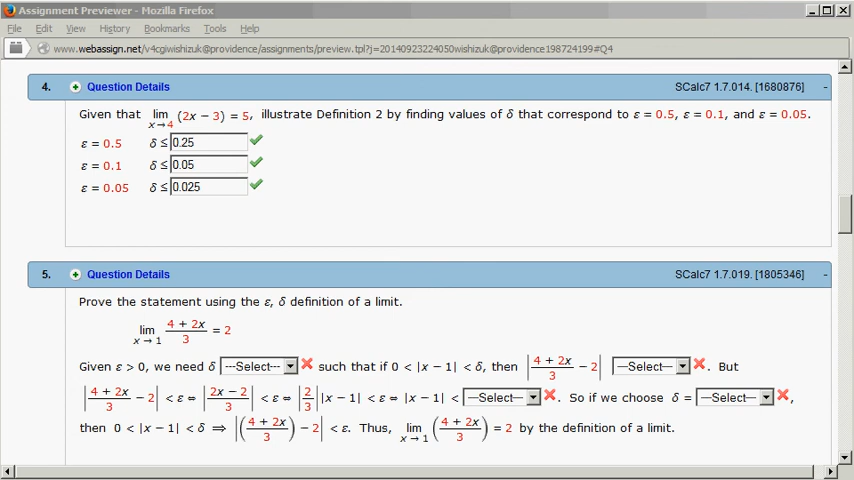 Assignment Previewer - Mozilla Firefox
File Edit View History Bookmarks Tools Help
www.webassign.net/v4cgiwishizuk@providence/assignments/preview.tpl?j=20140923224050wishizuk@providence198724199#Q4
4. Question Details SCalc7 1.7.014. [1680876] -
Given that lim x→4 (2x − 3) = 5, illustrate Definition 2 by finding values of δ that correspond to ε = 0.5, ε = 0.1, and ε = 0.05.
ε = 0.5 δ ≤ 0.25
ε = 0.1 δ ≤ 0.05
ε = 0.05 δ ≤ 0.025
5. Question Details SCalc7 1.7.019. [1805346] -
Prove the statement using the ε, δ definition of a limit.
lim x→1 (4 + 2x)/3 = 2
Given ε > 0, we need δ ---Select--- such that if 0 < |x − 1| < δ, then |(4 + 2x)/3 − 2| ---Select--- . But
|(4 + 2x)/3 − 2| < ε ⇔ |(2x − 2)/3| < ε ⇔ |2/3| |x − 1| < ε ⇔ |x − 1| < ---Select--- . So if we choose δ = ---Select--- ,
then 0 < |x − 1| < δ ⟹ |((4 + 2x)/3) − 2| < ε. Thus, lim x→1 ((4 + 2x)/3) = 2 by the definition of a limit.